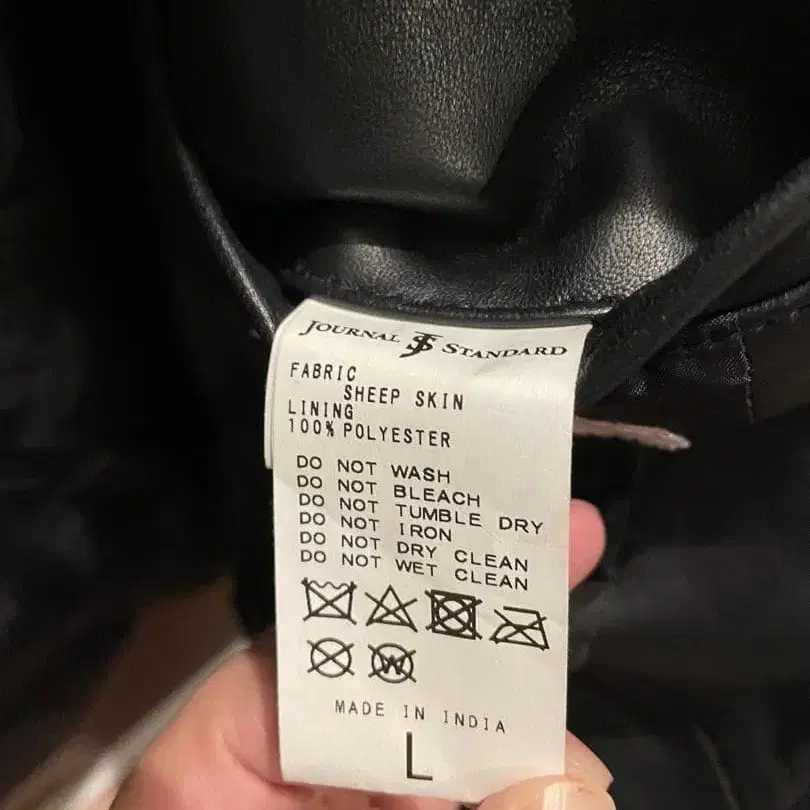 JOURNAL JS STANDARD
FABRIC
SHEEP SKIN
LINING
100% POLYESTER
DO NOT WASH
DO NOT BLEACH
DO NOT TUMBLE DRY
DO NOT IRON
DO NOT DRY CLEAN
DO NOT WET CLEAN
W
MADE IN INDIA
L